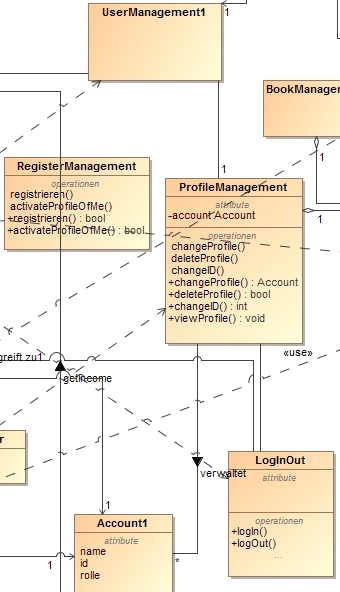 UserManagement1
1
BookManager
1
RegisterManagement
operationen
registrieren()
activateProfileOfMe()
+registrieren() : bool
+activateProfileOfMe() : bool
1
ProfileManagement
attribute
-account Account
operationen
changeProfile()
deleteProfile()
changeID()
+changeProfile() : Account
+deleteProfile() : bool
+changeID() : int
+viewProfile() : void
1
greift zu1
«use»
getIncome
r
verwaltet
LogInOut
attribute
operationen
+logIn()
+logOut()
...
1
Account1
attribute
name
id
rolle
1
*